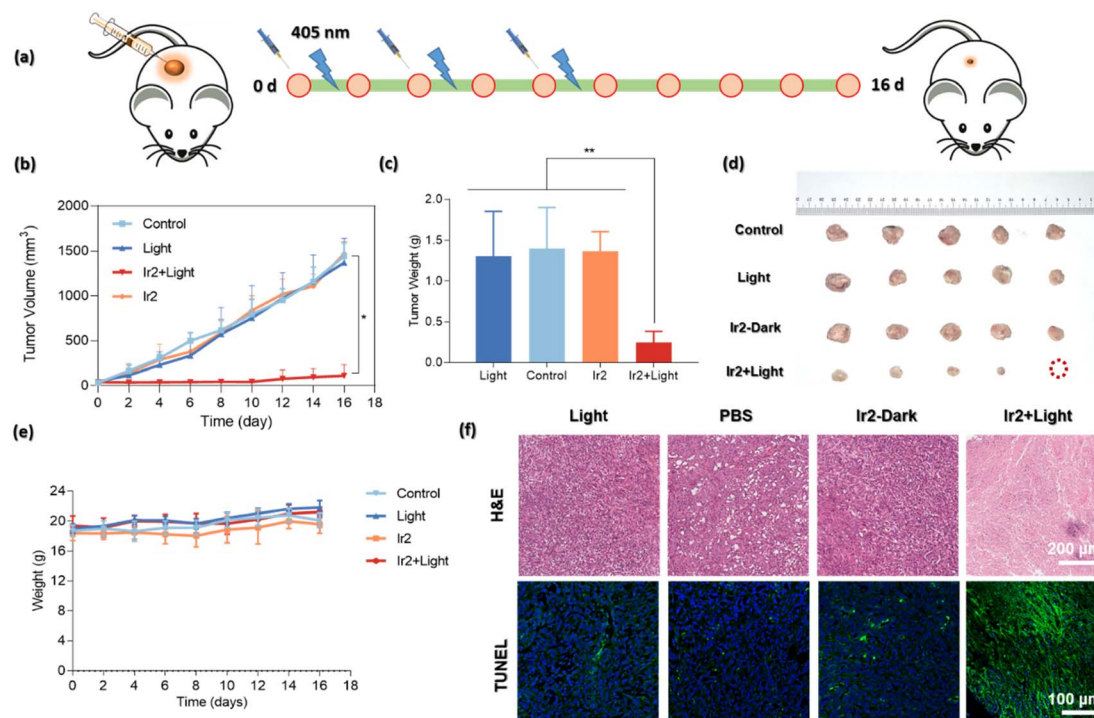 (a)
405 nm
0 d
16 d
(b)
Tumor Volume (mm³)
2000
1500
1000
500
0
Control
Light
Ir2+Light
Ir2
*
0 2 4 6 8 10 12 14 16 18
Time (day)
(c)
**
Tumor Weight (g)
2.0
1.5
1.0
0.5
0.0
Light Control Ir2 Ir2+Light
(d)
Control
Light
Ir2-Dark
Ir2+Light
(e)
Weight (g)
24
20
16
12
8
4
0
Control
Light
Ir2
Ir2+Light
0 2 4 6 8 10 12 14 16 18
Time (days)
(f)
Light PBS Ir2-Dark Ir2+Light
H&E
200 µm
TUNEL
100 µm